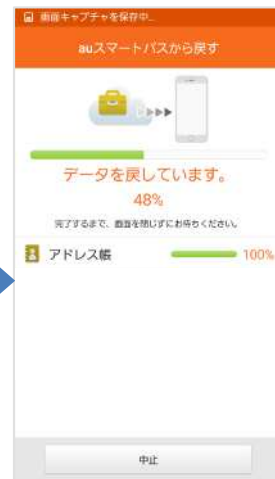 画面キャプチャを保存中...
auスマートパスから戻す
データを戻しています。
48%
完了するまで、画面を閉じずにお待ちください。
アドレス帳 100%
中止